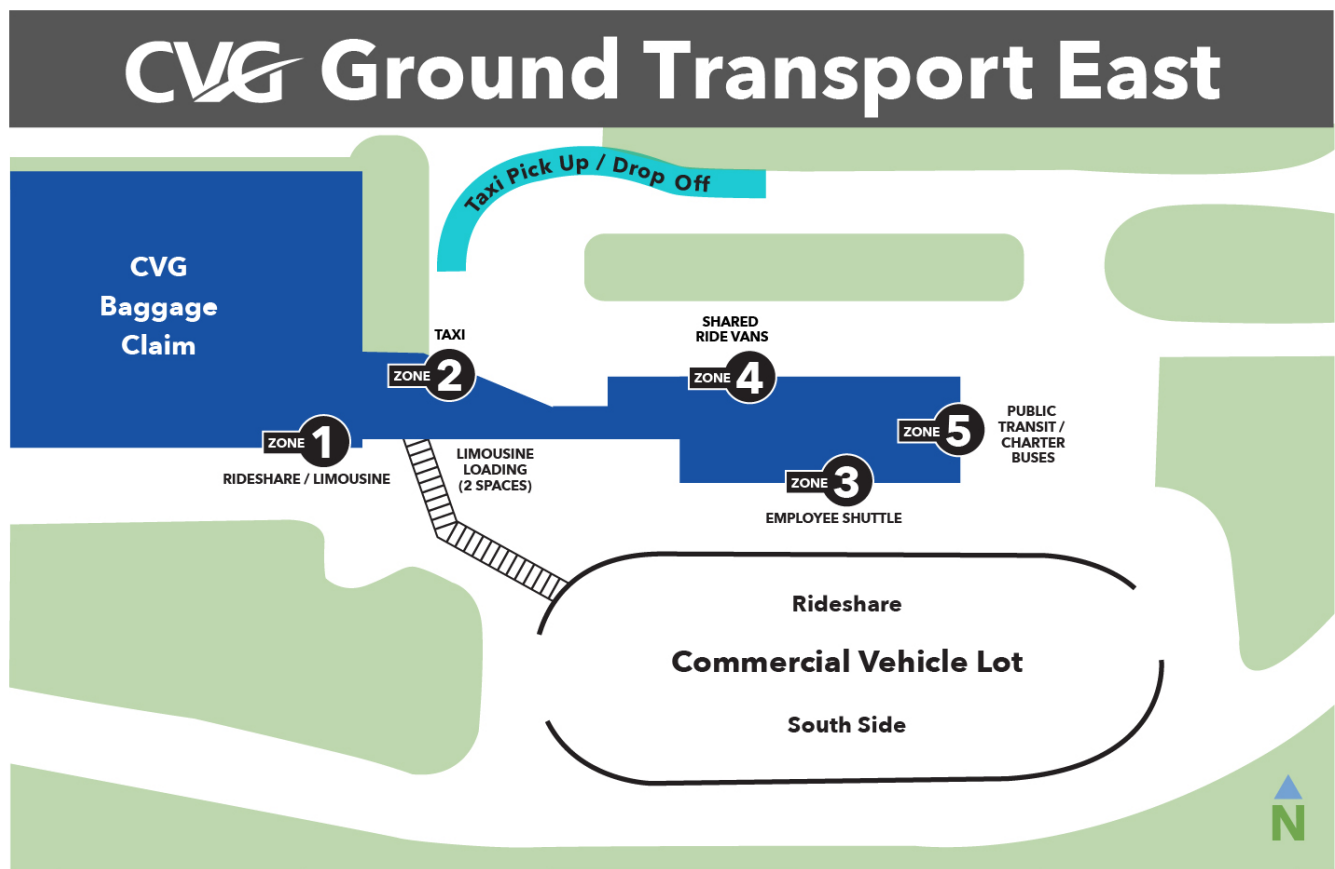 CVG Ground Transport East
Taxi Pick Up / Drop Off
CVG
Baggage
Claim
TAXI
ZONE 2
SHARED
RIDE VANS
ZONE 4
ZONE 1
RIDESHARE / LIMOUSINE
LIMOUSINE
LOADING
(2 SPACES)
ZONE 5
PUBLIC
TRANSIT /
CHARTER
BUSES
ZONE 3
EMPLOYEE SHUTTLE
Rideshare
Commercial Vehicle Lot
South Side
N